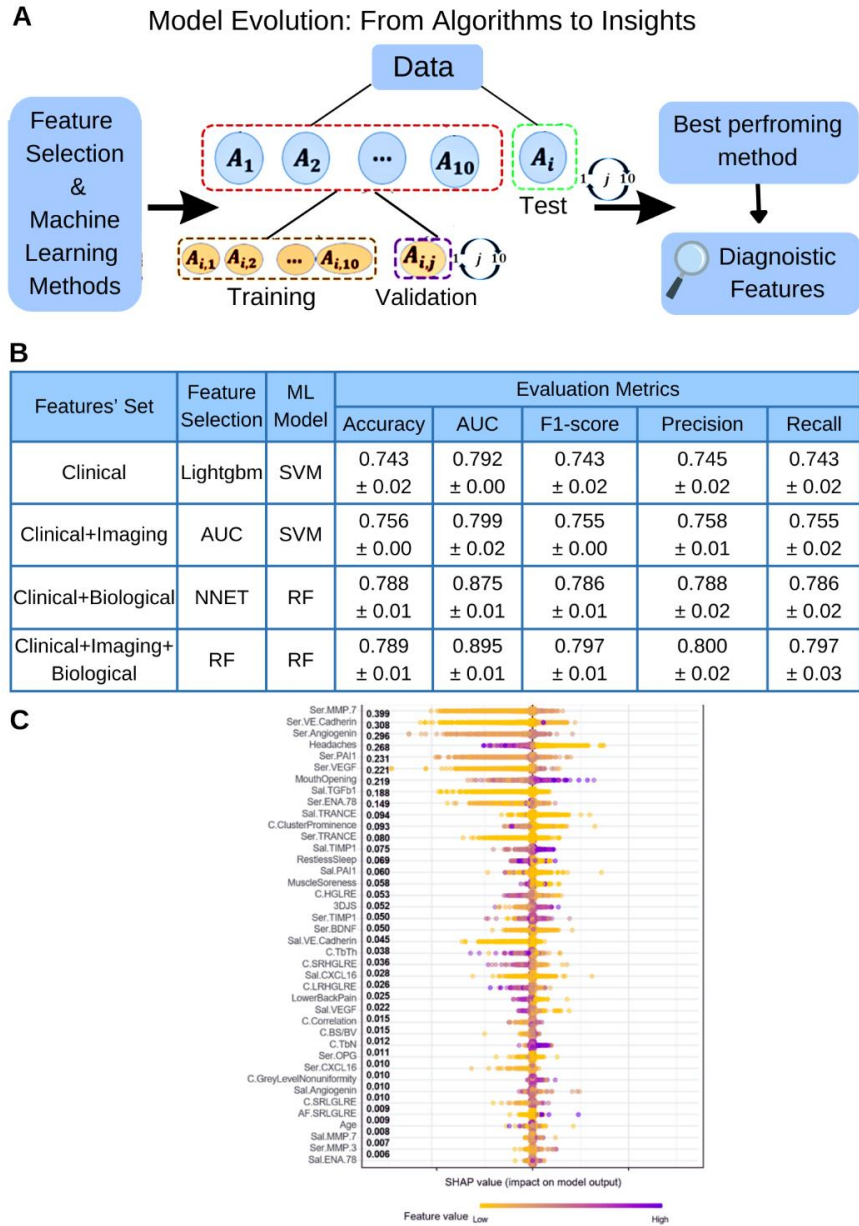 A
Model Evolution: From Algorithms to Insights
Data
Feature
Selection
&
Machine
Learning
Methods
A1 A2 ... A10 Ai
1 j 10
Test
Ai,1 Ai,2 ... Ai,10 Ai,j
1 j 10
Training Validation
Best perfroming
method
Diagnostic
Features
B
Features' Set Feature Selection ML Model Evaluation Metrics
Accuracy AUC F1-score Precision Recall
Clinical Lightgbm SVM 0.743 ± 0.02 0.792 ± 0.00 0.743 ± 0.02 0.745 ± 0.02 0.743 ± 0.02
Clinical+Imaging AUC SVM 0.756 ± 0.00 0.799 ± 0.02 0.755 ± 0.00 0.758 ± 0.01 0.755 ± 0.02
Clinical+Biological NNET RF 0.788 ± 0.01 0.875 ± 0.01 0.786 ± 0.01 0.788 ± 0.02 0.786 ± 0.02
Clinical+Imaging+ Biological RF RF 0.789 ± 0.01 0.895 ± 0.01 0.797 ± 0.01 0.800 ± 0.02 0.797 ± 0.03
C
Ser.MMP.7 0.399
Ser.VE.Cadherin 0.308
Ser.Angiogenin 0.296
Headaches 0.268
Ser.PAI1 0.231
Ser.VEGF 0.221
MouthOpening 0.219
Sal.TGFb1 0.188
Ser.ENA.78 0.149
Sal.TRANCE 0.094
C.ClusterProminence 0.093
Ser.TRANCE 0.080
Sal.TIMP1 0.075
RestlessSleep 0.069
Sal.PAI1 0.060
MuscleSoreness 0.058
C.HGLRE 0.053
3DJS 0.052
Ser.TIMP1 0.050
Ser.BDNF 0.050
Sal.VE.Cadherin 0.045
C.TbTh 0.038
C.SRHGLRE 0.036
Sal.CXCL16 0.028
C.LRHGLRE 0.026
LowerBackPain 0.025
Sal.VEGF 0.022
C.Correlation 0.015
C.BS/BV 0.015
C.TbN 0.012
Ser.OPG 0.011
Ser.CXCL16 0.010
C.GreyLevelNonuniformity 0.010
Sal.Angiogenin 0.010
C.SRLGLRE 0.010
AF.SRLGLRE 0.009
Age 0.009
Sal.MMP.7 0.008
Ser.MMP.3 0.007
Sal.ENA.78 0.006
SHAP value (impact on model output)
Feature value Low High